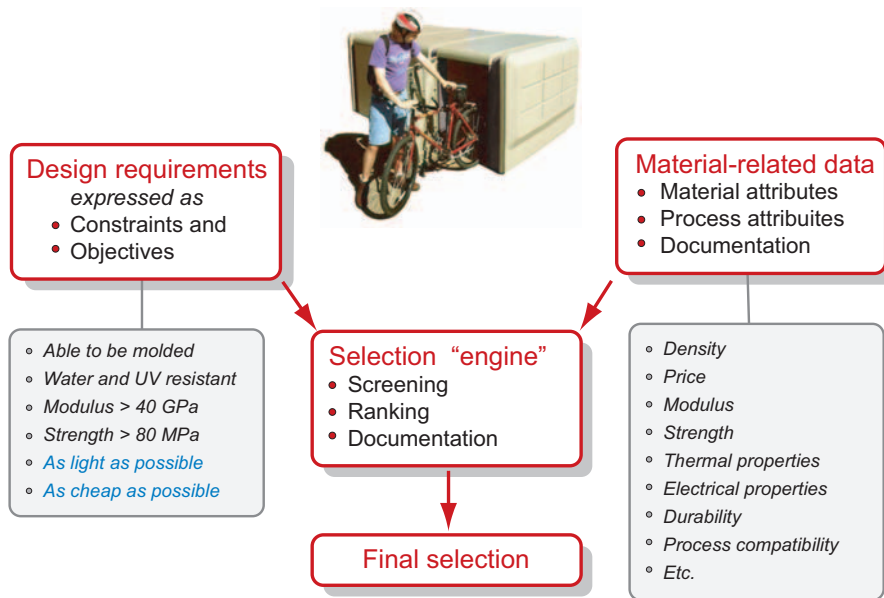 Design requirements
expressed as
• Constraints and
• Objectives
Material-related data
• Material attributes
• Process attribuites
• Documentation
Able to be molded
Water and UV resistant
Modulus > 40 GPa
Strength > 80 MPa
As light as possible
As cheap as possible
Selection “engine”
• Screening
• Ranking
• Documentation
Density
Price
Modulus
Strength
Thermal properties
Electrical properties
Durability
Process compatibility
Etc.
Final selection